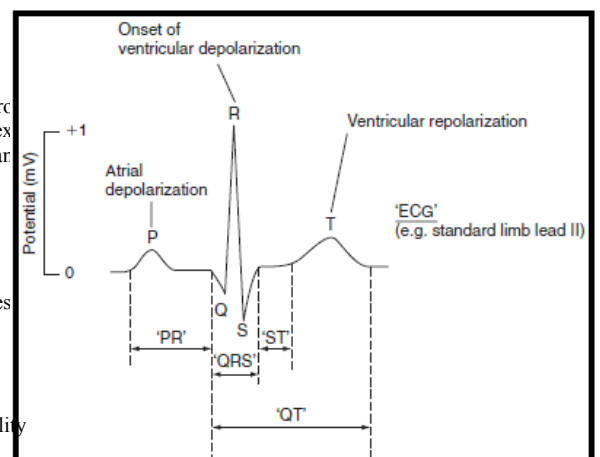 Onset of
ventricular depolarization
R
Ventricular repolarization
+1
Atrial
depolarization
Potential (mV)
'ECG'
(e.g. standard limb lead II)
T
P
0
Q
S
'PR'
'ST'
'QRS'
'QT'
lity